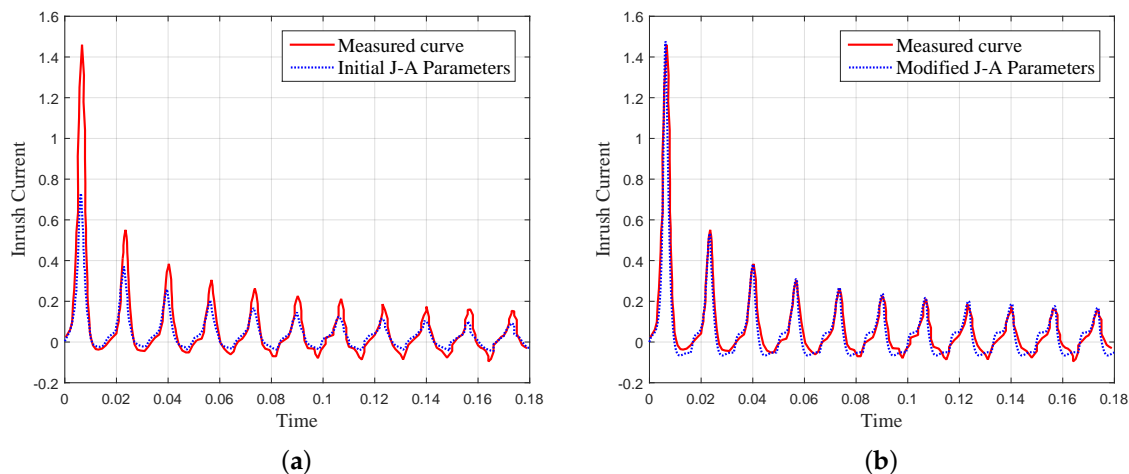 1.6
1.4
1.2
1
0.8
0.6
0.4
0.2
0
-0.2
Inrush Current
Measured curve
Initial J-A Parameters
0 0.02 0.04 0.06 0.08 0.1 0.12 0.14 0.16 0.18
Time
(a)
1.6
1.4
1.2
1
0.8
0.6
0.4
0.2
0
-0.2
Inrush Current
Measured curve
Modified J-A Parameters
0 0.02 0.04 0.06 0.08 0.1 0.12 0.14 0.16 0.18
Time
(b)